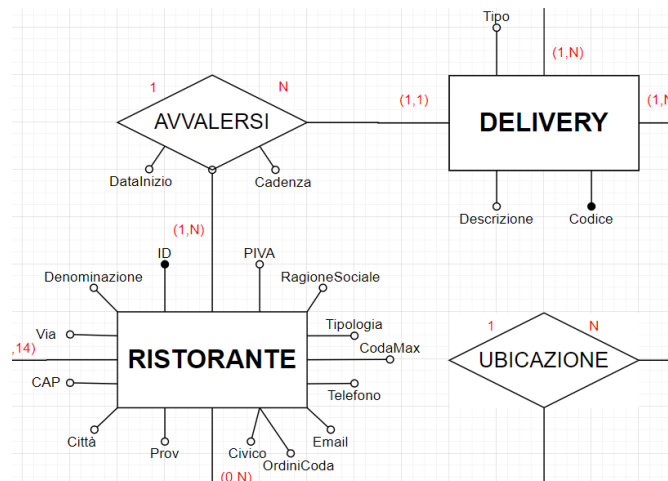 Tipo
(1,N)
1
N
(1,1)
(1,N
AVVALERSI
DELIVERY
DataInizio
Cadenza
Descrizione
Codice
(1,N)
ID
PIVA
Denominazione
RagioneSociale
Via
Tipologia
CodaMax
,14)
RISTORANTE
1
N
UBICAZIONE
CAP
Telefono
Città
Prov
Civico
Email
OrdiniCoda
(0,N)